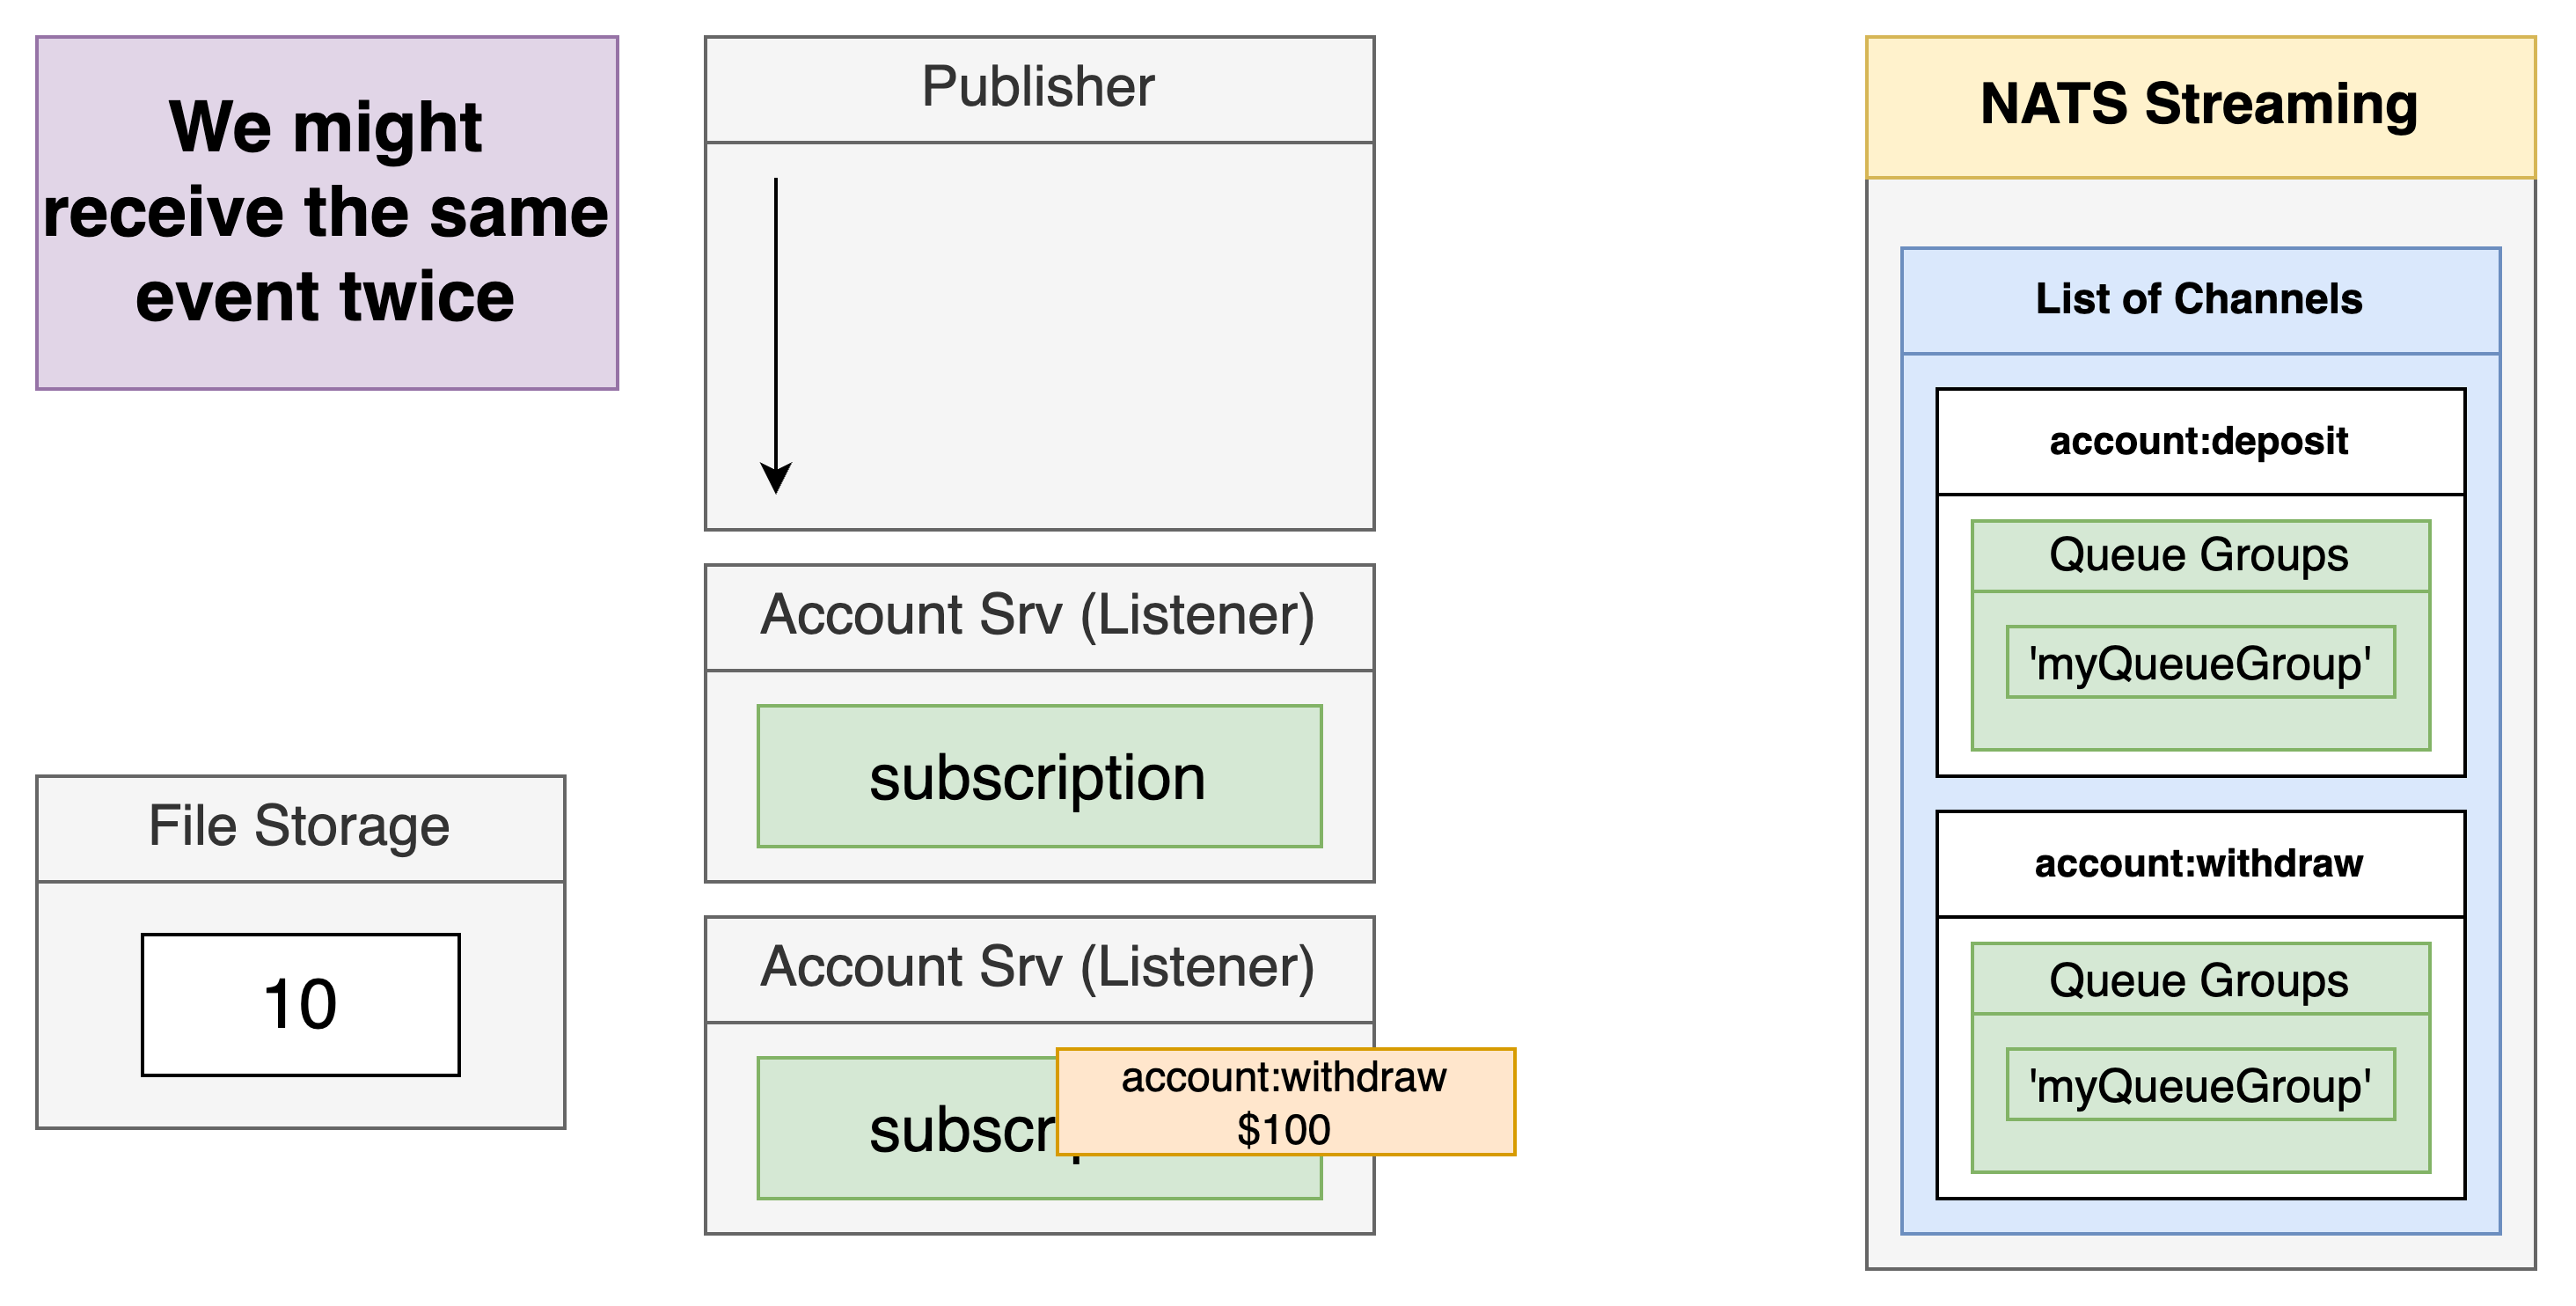 We might
receive the same
event twice
Publisher
NATS Streaming
List of Channels
account:deposit
Queue Groups
'myQueueGroup'
account:withdraw
Queue Groups
'myQueueGroup'
Account Srv (Listener)
subscription
Account Srv (Listener)
subscrip
account:withdraw
$100
File Storage
10